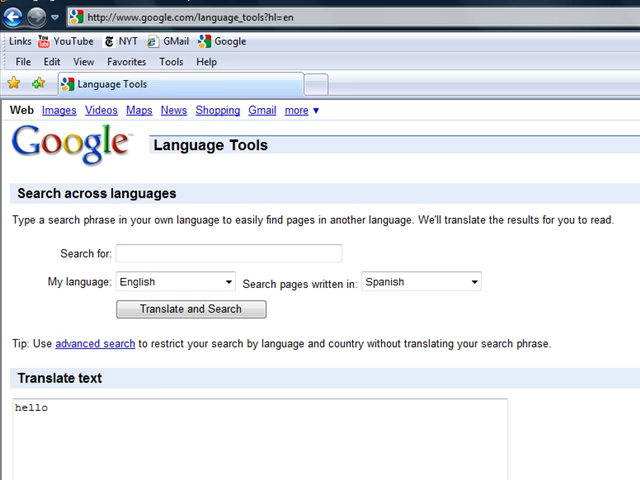 http://www.google.com/language_tools?hl=en
Links YouTube NYT GMail Google
File Edit View Favorites Tools Help
Language Tools
Web Images Videos Maps News Shopping Gmail more ▼
Google™ Language Tools
Search across languages
Type a search phrase in your own language to easily find pages in another language. We'll translate the results for you to read.
Search for:
My language: English Search pages written in: Spanish
Translate and Search
Tip: Use advanced search to restrict your search by language and country without translating your search phrase.
Translate text
hello